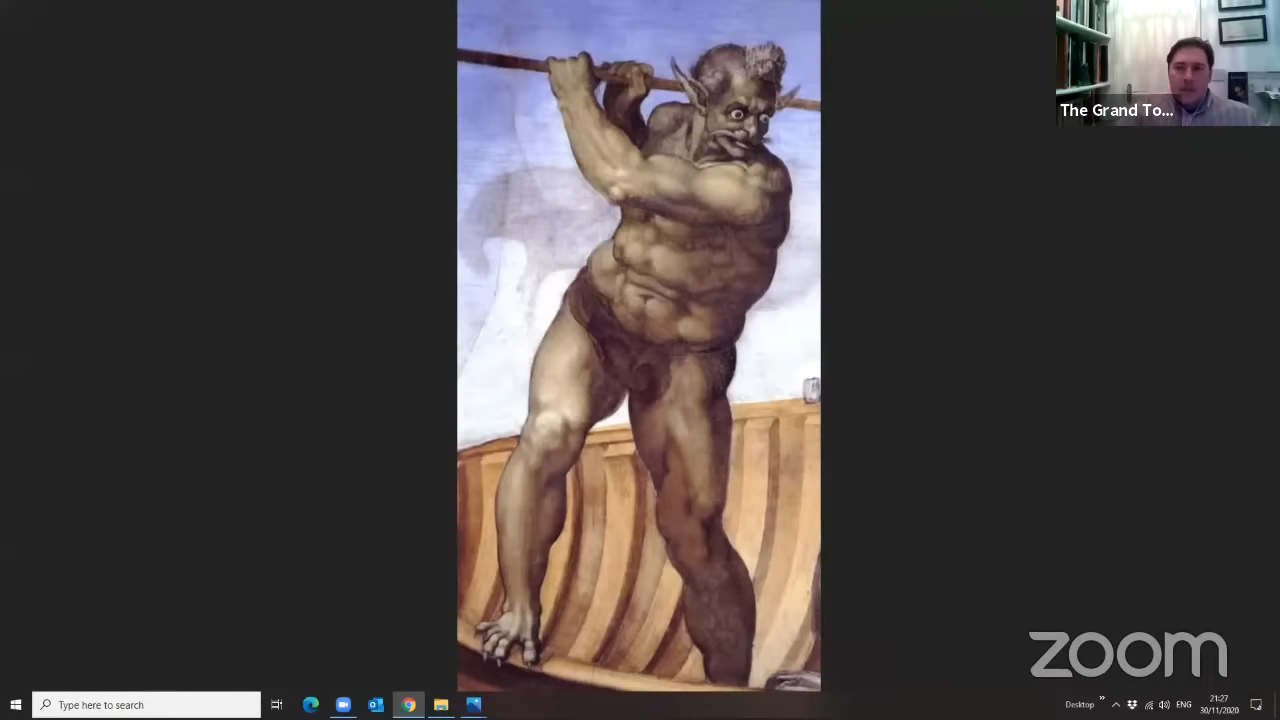 The Grand To...
zoom
Type here to search
Desktop
ENG
21:27
30/11/2020